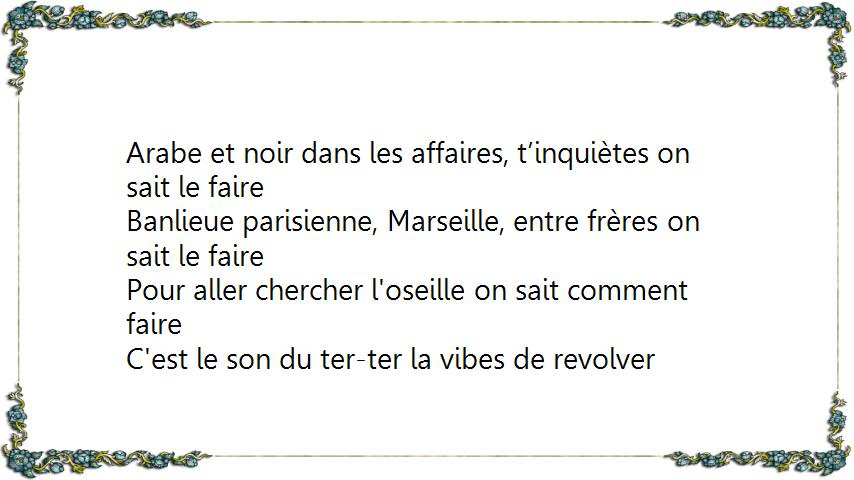 Arabe et noir dans les affaires, t’inquiètes on
sait le faire
Banlieue parisienne, Marseille, entre frères on
sait le faire
Pour aller chercher l'oseille on sait comment
faire
C'est le son du ter-ter la vibes de revolver